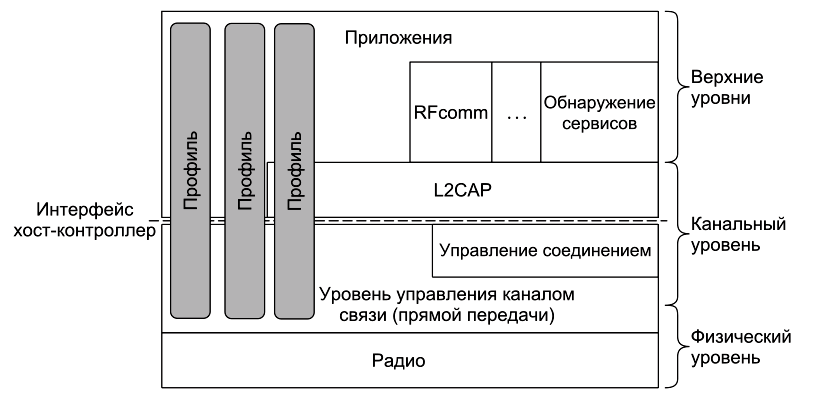 Приложения
Профиль
Профиль
Профиль
RFcomm
...
Обнаружение
сервисов
Верхние
уровни
L2CAP
Интерфейс
хост-контроллер
Управление соединением
Канальный
уровень
Уровень управления каналом
связи (прямой передачи)
Радио
Физический
уровень